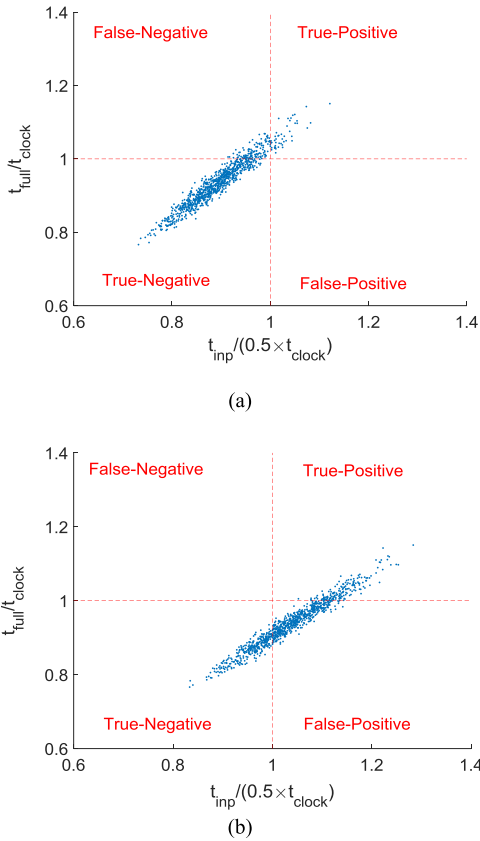 1.4
False-Negative True-Positive
1.2
1
t_full/t_clock
0.8
True-Negative False-Positive
0.6
0.6 0.8 1 1.2 1.4
t_inp/(0.5×t_clock)
(a)
1.4
False-Negative True-Positive
1.2
1
t_full/t_clock
0.8
True-Negative False-Positive
0.6
0.6 0.8 1 1.2 1.4
t_inp/(0.5×t_clock)
(b)